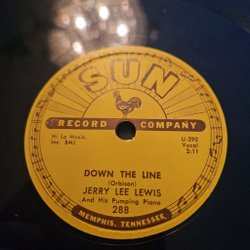 SUN
RECORD COMPANY
Hi Lo Music,
Inc. BMI
U-290
Vocal
2:11
DOWN THE LINE
(Orbison)
JERRY LEE LEWIS
And His Pumping Piano
288
MEMPHIS, TENNESSEE